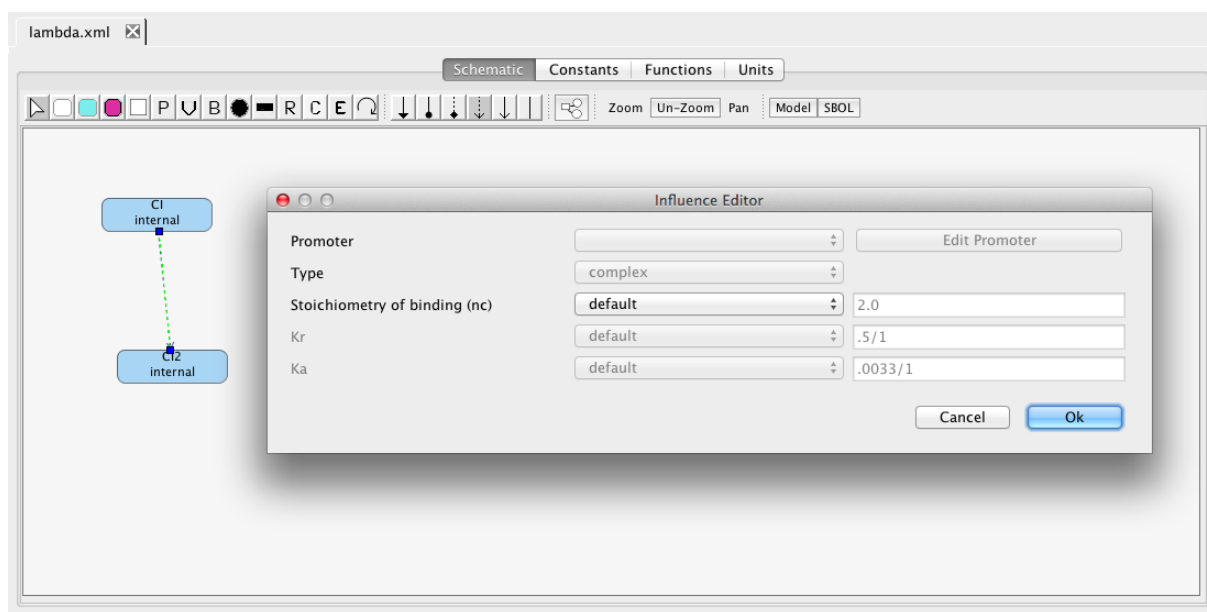 lambda.xml
Schematic Constants Functions Units
P V B R C E Zoom Un-Zoom Pan Model SBOL
CI
internal
CI2
internal
Influence Editor
Promoter Edit Promoter
Type complex
Stoichiometry of binding (nc) default 2.0
Kr default .5/1
Ka default .0033/1
Cancel Ok